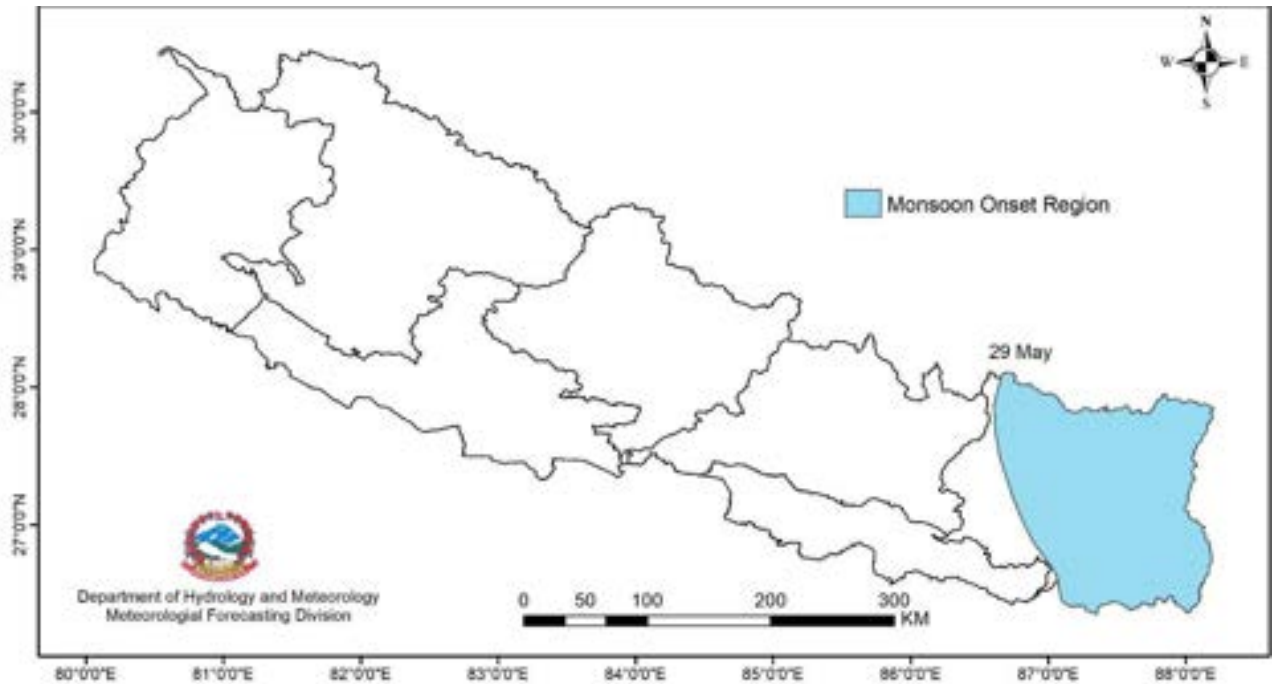 N
W E
S
30°0'0"N
29°0'0"N
28°0'0"N
27°0'0"N
Monsoon Onset Region
29 May
Department of Hydrology and Meteorology
Meteorologial Forecasting Division
0 50 100 200 300
KM
80°0'0"E 81°0'0"E 82°0'0"E 83°0'0"E 84°0'0"E 85°0'0"E 86°0'0"E 87°0'0"E 88°0'0"E